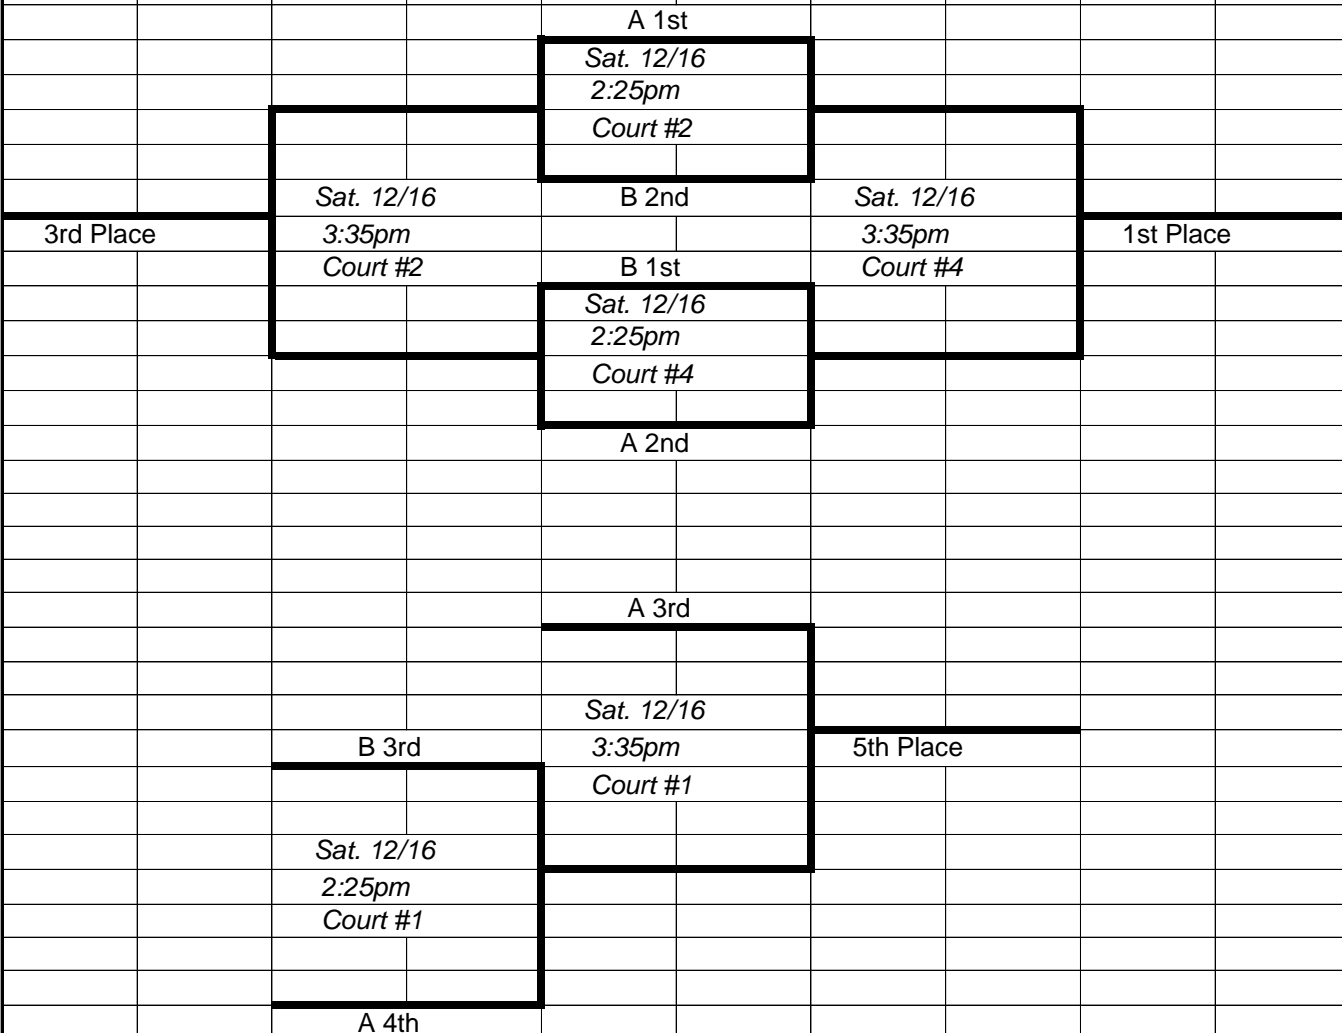 A 1st
Sat. 12/16
2:25pm
Court #2
Sat. 12/16
B 2nd
Sat. 12/16
3rd Place
3:35pm
3:35pm
1st Place
Court #2
B 1st
Court #4
Sat. 12/16
2:25pm
Court #4
A 2nd
A 3rd
Sat. 12/16
B 3rd
3:35pm
5th Place
Court #1
Sat. 12/16
2:25pm
Court #1
A 4th